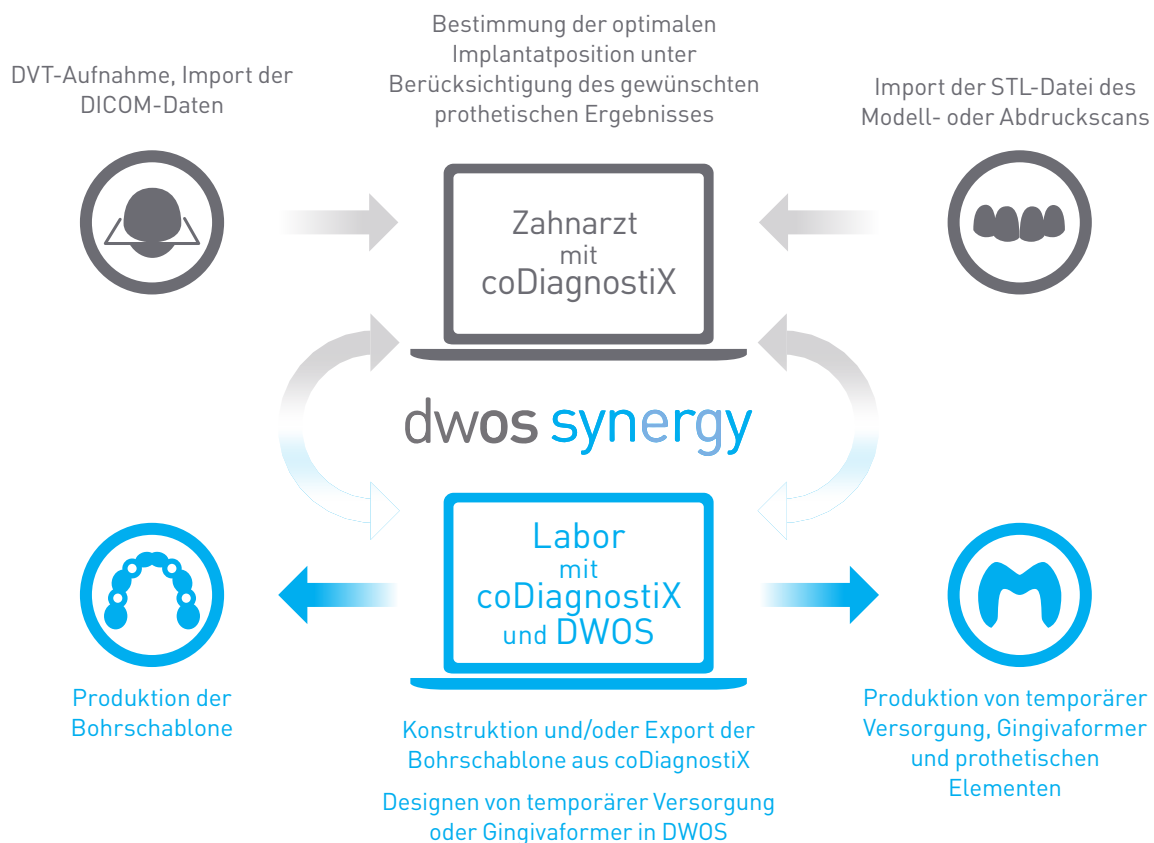 DVT-Aufnahme, Import der
DICOM-Daten
Bestimmung der optimalen
Implantatposition unter
Berücksichtigung des gewünschten
prothetischen Ergebnisses
Import der STL-Datei des
Modell- oder Abdruckscans
Zahnarzt
mit
coDiagnostiX
dwos synergy
Labor
mit
coDiagnostiX
und DWOS
Produktion der
Bohrschablone
Konstruktion und/oder Export der
Bohrschablone aus coDiagnostiX
Designen von temporärer Versorgung
oder Gingivaformer in DWOS
Produktion von temporärer
Versorgung, Gingivaformer
und prothetischen
Elementen